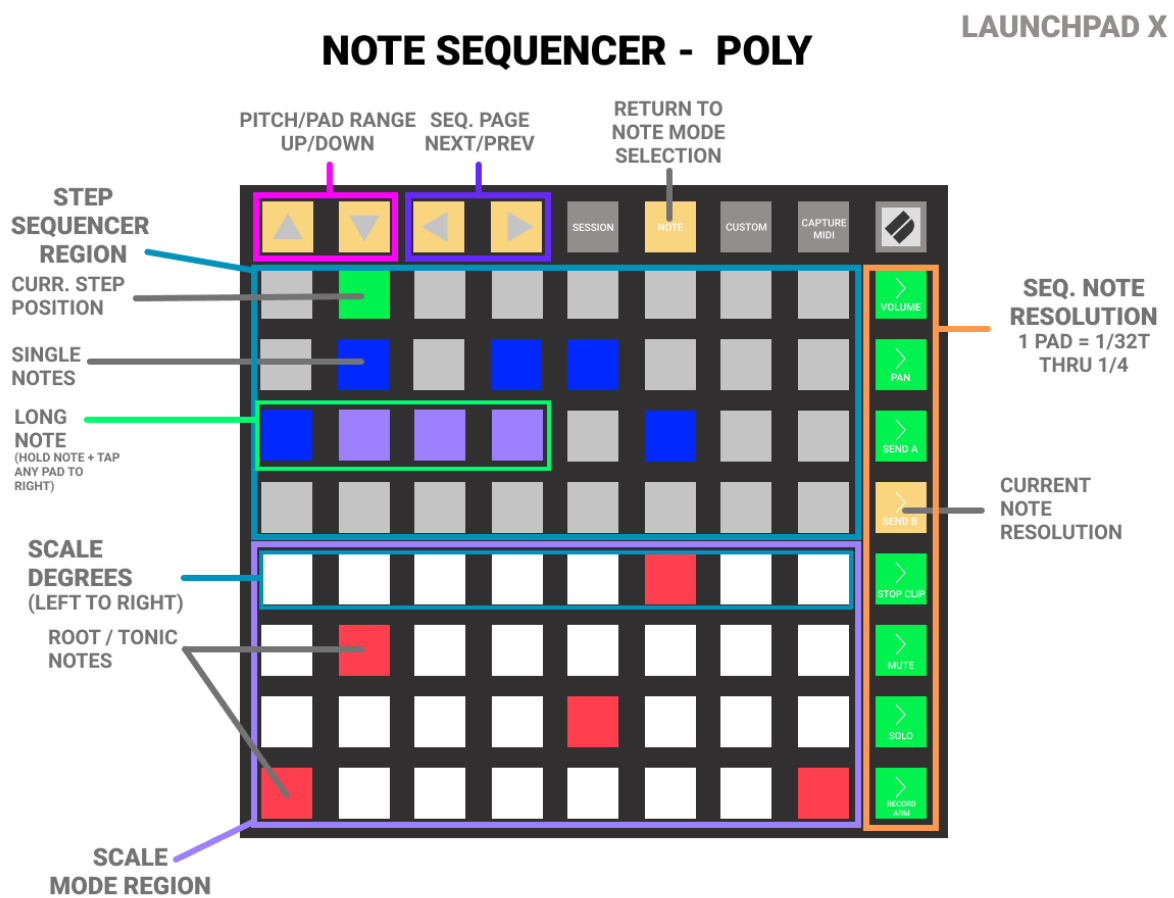 LAUNCHPAD X
NOTE SEQUENCER - POLY
PITCH/PAD RANGE
UP/DOWN
SEQ. PAGE
NEXT/PREV
RETURN TO
NOTE MODE
SELECTION
STEP
SEQUENCER
REGION
SESSION
NOTE
CUSTOM
CAPTURE
MIDI
CURR. STEP
POSITION
VOLUME
SEQ. NOTE
RESOLUTION
1 PAD = 1/32T
THRU 1/4
SINGLE
NOTES
PAN
LONG
NOTE
(HOLD NOTE + TAP
ANY PAD TO
RIGHT)
SEND A
SEND B
CURRENT
NOTE
RESOLUTION
SCALE
DEGREES
(LEFT TO RIGHT)
STOP CLIP
ROOT / TONIC
NOTES
MUTE
SOLO
RECORD
ARM
SCALE
MODE REGION